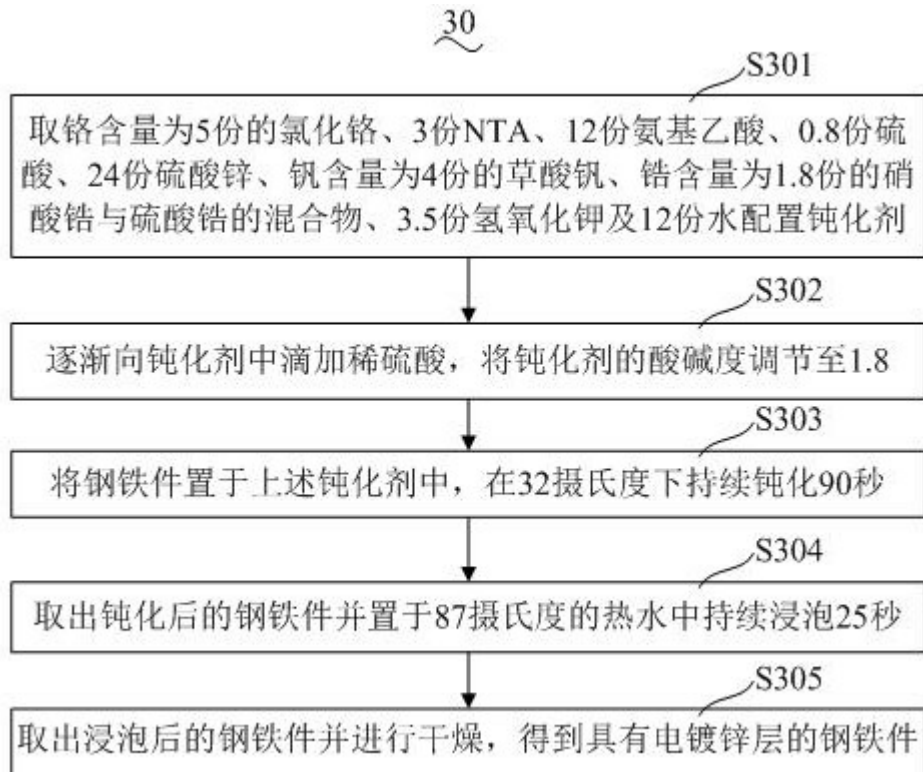 30
S301
取铬含量为5份的氯化铬、3份NTA、12份氨基乙酸、0.8份硫
酸、24份硫酸锌、钒含量为4份的草酸钒、锆含量为1.8份的硝
酸锆与硫酸锆的混合物、3.5份氢氧化钾及12份水配置钝化剂
S302
逐渐向钝化剂中滴加稀硫酸，将钝化剂的酸碱度调节至1.8
S303
将钢铁件置于上述钝化剂中，在32摄氏度下持续钝化90秒
S304
取出钝化后的钢铁件并置于87摄氏度的热水中持续浸泡25秒
S305
取出浸泡后的钢铁件并进行干燥，得到具有电镀锌层的钢铁件